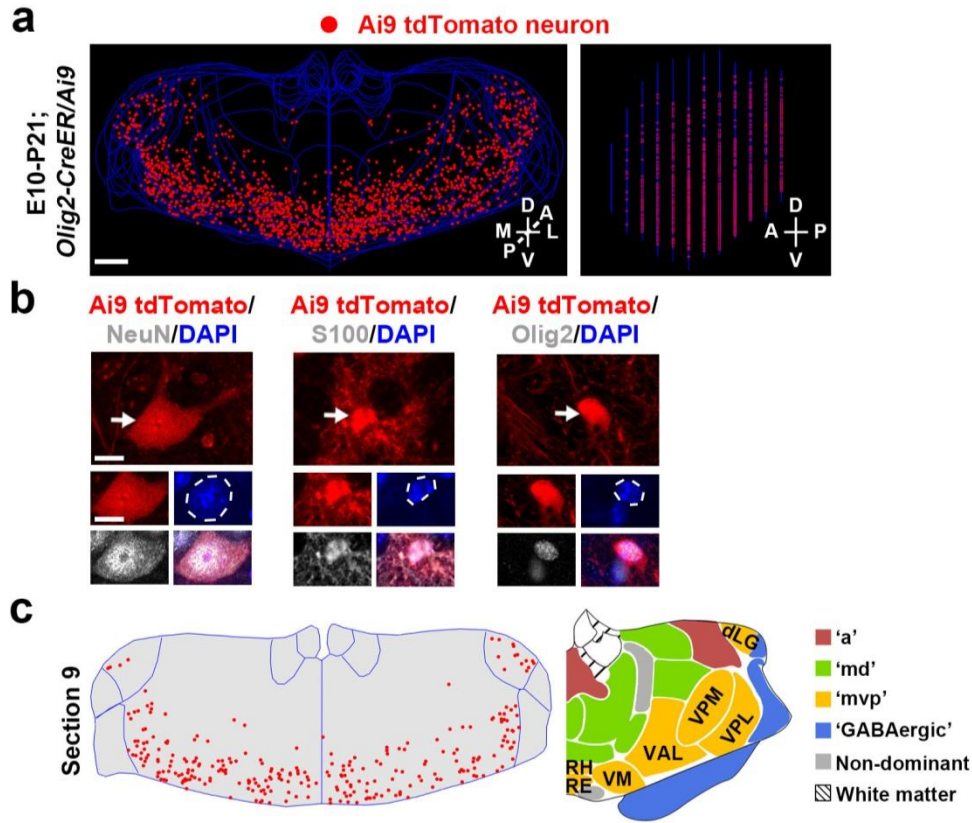 a
Ai9 tdTomato neuron
E10-P21;
Olig2-CreER/Ai9
D
A
M
L
P
V
D
A
P
V
b
Ai9 tdTomato/
NeuN/DAPI
Ai9 tdTomato/
S100/DAPI
Ai9 tdTomato/
Olig2/DAPI
c
Section 9
dLG
VPM
VPL
VAL
RH
RE
VM
'a'
'md'
'mvp'
'GABAergic'
Non-dominant
White matter